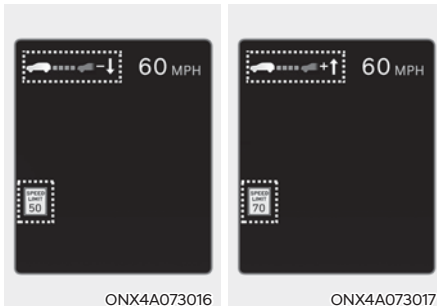 -↓ 60 MPH
SPEED
LIMIT
50
ONX4A073016
+↑ 60 MPH
SPEED
LIMIT
70
ONX4A073017